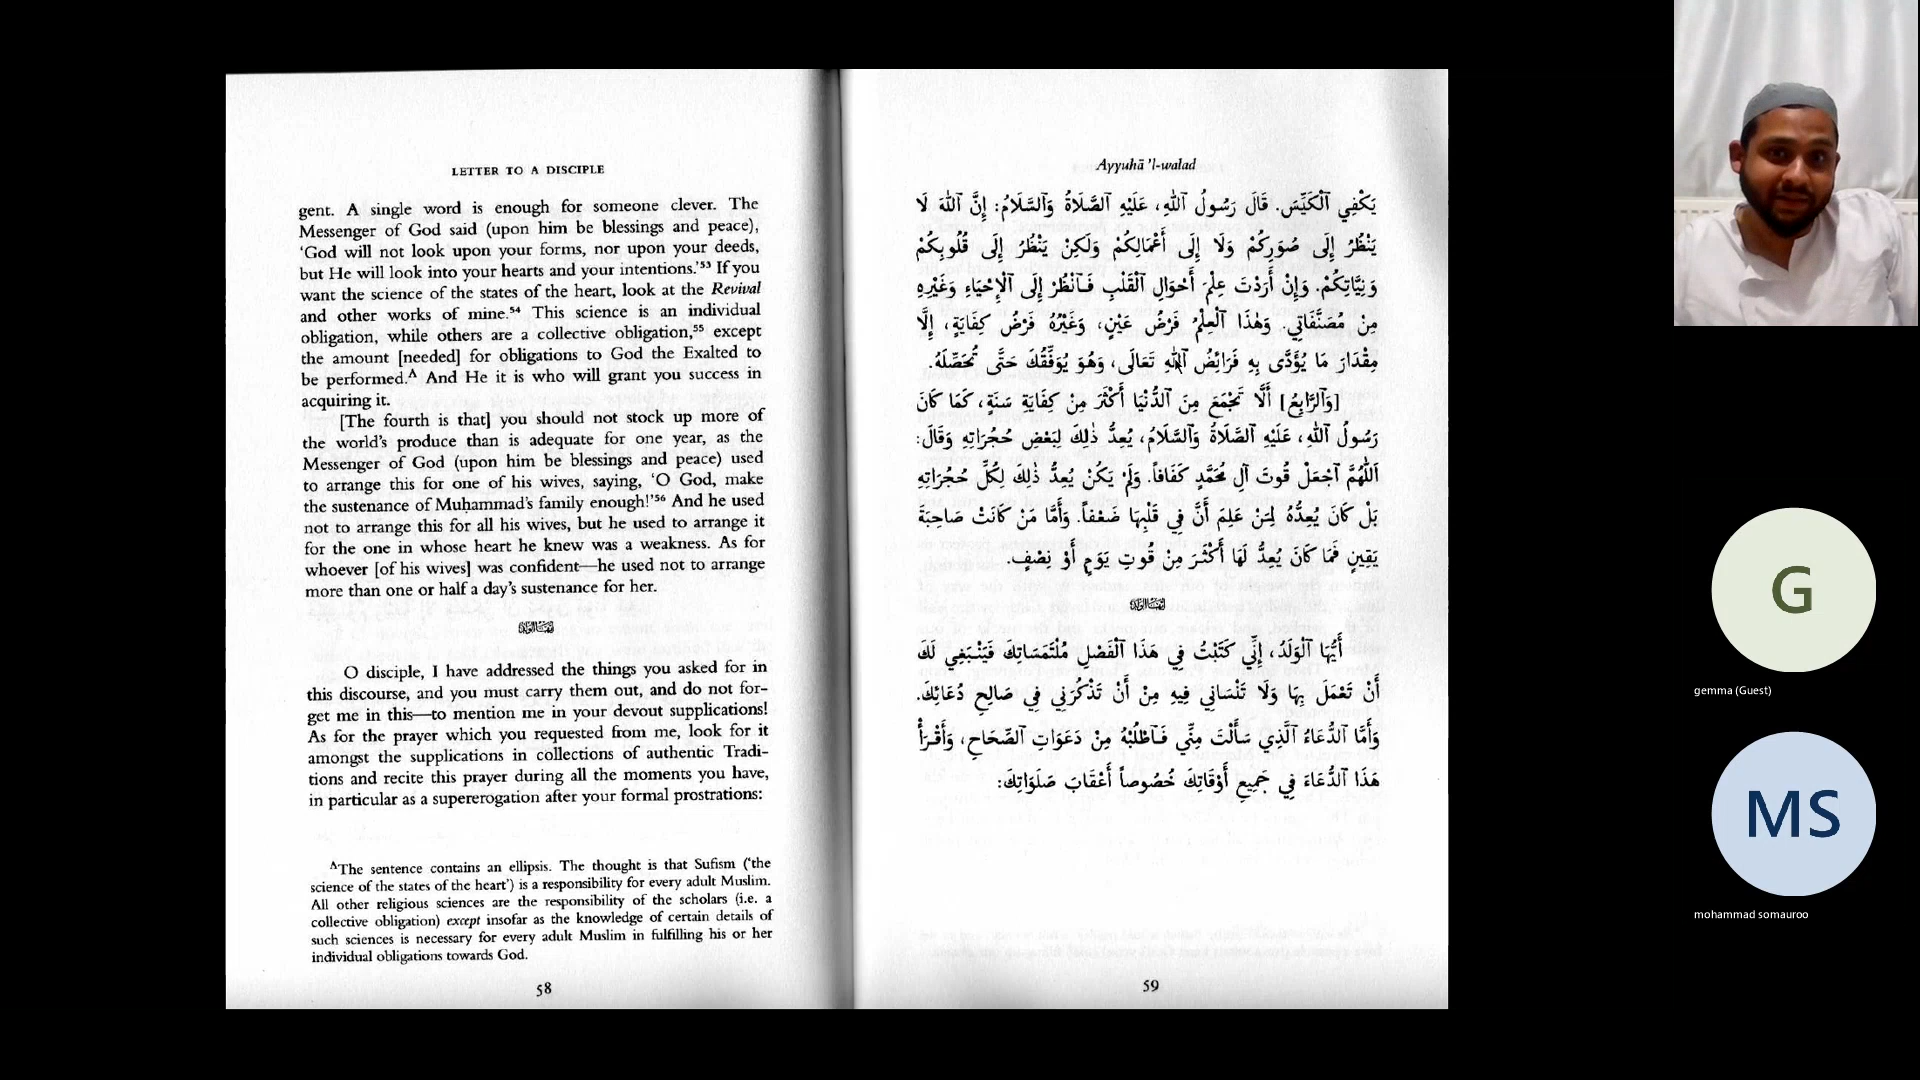 LETTER TO A DISCIPLE
gent. A single word is enough for someone clever. The
Messenger of God said (upon him be blessings and peace),
‘God will not look upon your forms, nor upon your deeds,
but He will look into your hearts and your intentions.’⁵³ If you
want the science of the states of the heart, look at the Revival
and other works of mine.⁵⁴ This science is an individual
obligation, while others are a collective obligation,⁵⁵ except
the amount [needed] for obligations to God the Exalted to
be performed.ᴬ And He it is who will grant you success in
acquiring it.
[The fourth is that] you should not stock up more of
the world’s produce than is adequate for one year, as the
Messenger of God (upon him be blessings and peace) used
to arrange this for one of his wives, saying, ‘O God, make
the sustenance of Muḥammad’s family enough!’⁵⁶ And he used
not to arrange this for all his wives, but he used to arrange it
for the one in whose heart he knew was a weakness. As for
whoever [of his wives] was confident—he used not to arrange
more than one or half a day’s sustenance for her.
O disciple, I have addressed the things you asked for in
this discourse, and you must carry them out, and do not for-
get me in this—to mention me in your devout supplications!
As for the prayer which you requested from me, look for it
amongst the supplications in collections of authentic Tradi-
tions and recite this prayer during all the moments you have,
in particular as a supererogation after your formal prostrations:
ᴬThe sentence contains an ellipsis. The thought is that Sufism (‘the
science of the states of the heart’) is a responsibility for every adult Muslim.
All other religious sciences are the responsibility of the scholars (i.e. a
collective obligation) except insofar as the knowledge of certain details of
such sciences is necessary for every adult Muslim in fulfilling his or her
individual obligations towards God.
58
Ayyuhā ’l-walad
يَكْفِي ٱلْكَيِّسَ. قَالَ رَسُولُ ٱللهِ، عَلَيْهِ ٱلصَّلَاةُ وَٱلسَّلَامُ: إِنَّ ٱللهَ لَا
يَنْظُرُ إِلَى صُوَرِكُمْ وَلَا إِلَى أَعْمَالِكُمْ وَلَكِنْ يَنْظُرُ إِلَى قُلُوبِكُمْ
وَنِيَّاتِكُمْ. وَإِنْ أَرَدْتَ عِلْمَ أَحْوَالِ ٱلْقَلْبِ فَٱنْظُرْ إِلَى ٱلْإِحْيَاءِ وَغَيْرِهِ
مِنْ مُصَنَّفَاتِي. وَهٰذَا ٱلْعِلْمُ فَرْضُ عَيْنٍ، وَغَيْرُهُ فَرْضُ كِفَايَةٍ، إِلَّا
مِقْدَارَ مَا يُؤَدَّى بِهِ فَرَائِضُ ٱللهِ تَعَالَى، وَهُوَ يُوَفِّقُكَ حَتَّى تُحَصِّلَهُ.
[وَٱلرَّابِعُ] أَلَّا تَجْمَعَ مِنَ ٱلدُّنْيَا أَكْثَرَ مِنْ كِفَايَةِ سَنَةٍ، كَمَا كَانَ
رَسُولُ ٱللهِ، عَلَيْهِ ٱلصَّلَاةُ وَٱلسَّلَامُ، يُعِدُّ ذٰلِكَ لِبَعْضِ حُجُرَاتِهِ وَقَالَ:
اَللّٰهُمَّ ٱجْعَلْ قُوتَ آلِ مُحَمَّدٍ كَفَافاً. وَلَمْ يَكُنْ يُعِدُّ ذٰلِكَ لِكُلِّ حُجُرَاتِهِ
بَلْ كَانَ يُعِدُّهُ لِمَنْ عَلِمَ أَنَّ فِي قَلْبِهَا ضَعْفاً. وَأَمَّا مَنْ كَانَتْ صَاحِبَةَ
يَقِينٍ فَمَا كَانَ يُعِدُّ لَهَا أَكْثَرَ مِنْ قُوتِ يَوْمٍ أَوْ نِصْفٍ.
أَيُّهَا ٱلْوَلَدُ، إِنِّي كَتَبْتُ فِي هَذَا ٱلْفَصْلِ مُلْتَمَسَاتِكَ فَيَنْبَغِي لَكَ
أَنْ تَعْمَلَ بِهَا وَلَا تَنْسَانِي فِيهِ مِنْ أَنْ تَذْكُرَنِي فِي صَالِحِ دُعَائِكَ.
وَأَمَّا ٱلدُّعَاءُ ٱلَّذِي سَأَلْتَ مِنِّي فَٱطْلُبْهُ مِنْ دَعَوَاتِ ٱلصِّحَاحِ، وَٱقْرَأْ
هَذَا ٱلدُّعَاءَ فِي جَمِيعِ أَوْقَاتِكَ خُصُوصاً أَعْقَابَ صَلَوَاتِكَ:
59
G
gemma (Guest)
MS
mohammad somauroo